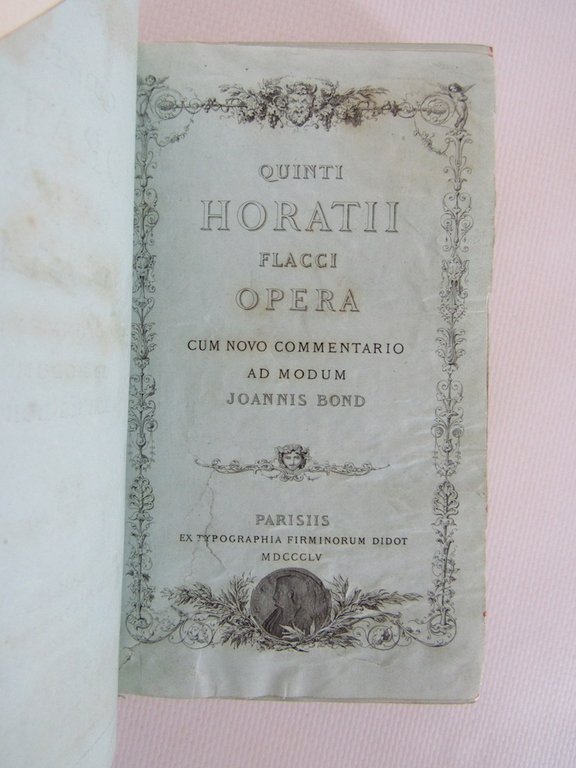 QUINTI
HORATII
FLACCI
OPERA
CUM NOVO COMMENTARIO
AD MODUM
JOANNIS BOND
PARISIIS
EX TYPOGRAPHIA FIRMINORUM DIDOT
MDCCCLV